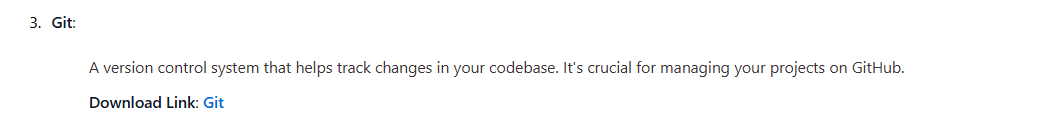 3. Git:
A version control system that helps track changes in your codebase. It's crucial for managing your projects on GitHub.
Download Link: Git